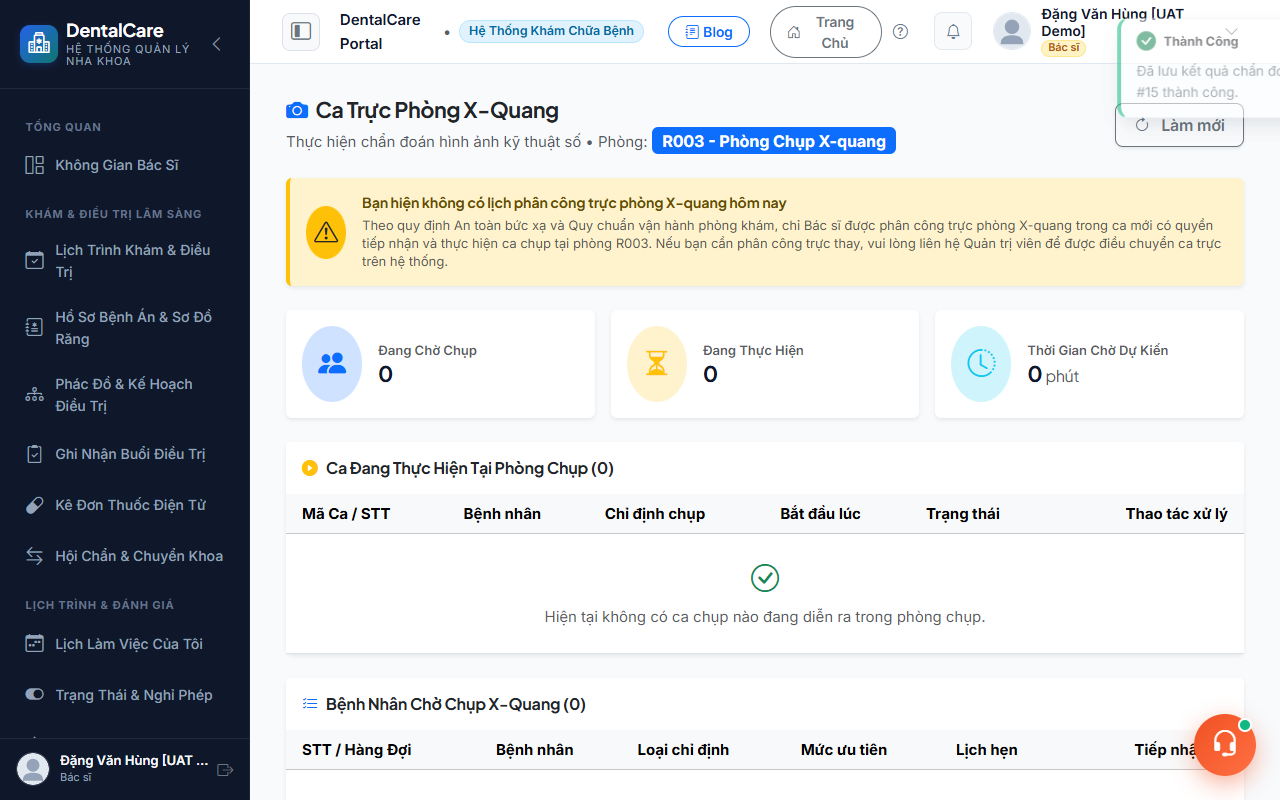 DentalCare
HỆ THỐNG QUẢN LÝ
NHA KHOA
TỔNG QUAN
Không Gian Bác Sĩ
KHÁM & ĐIỀU TRỊ LÂM SÀNG
Lịch Trình Khám & Điều
Trị
Hồ Sơ Bệnh Án & Sơ Đồ
Răng
Phác Đồ & Kế Hoạch
Điều Trị
Ghi Nhận Buổi Điều Trị
Kê Đơn Thuốc Điện Tử
Hội Chẩn & Chuyển Khoa
LỊCH TRÌNH & ĐÁNH GIÁ
Lịch Làm Việc Của Tôi
Trạng Thái & Nghỉ Phép
Đặng Văn Hùng [UAT ...
Bác sĩ
DentalCare
Portal
• Hệ Thống Khám Chữa Bệnh
Blog
Trang
Chủ
Đặng Văn Hùng [UAT
Demo]
Bác sĩ
Thành Công
Đã lưu kết quả chẩn
#15 thành công.
Làm mới
Ca Trực Phòng X-Quang
Thực hiện chẩn đoán hình ảnh kỹ thuật số • Phòng: R003 - Phòng Chụp X-quang
Bạn hiện không có lịch phân công trực phòng X-quang hôm nay
Theo quy định An toàn bức xạ và Quy chuẩn vận hành phòng khám, chỉ Bác sĩ được phân công trực phòng X-quang trong ca mới có quyền
tiếp nhận và thực hiện ca chụp tại phòng R003. Nếu bạn cần phân công trực thay, vui lòng liên hệ Quản trị viên để được điều chuyển ca trực
trên hệ thống.
Đang Chờ Chụp
0
Đang Thực Hiện
0
Thời Gian Chờ Dự Kiến
0 phút
Ca Đang Thực Hiện Tại Phòng Chụp (0)
Mã Ca / STT Bệnh nhân Chỉ định chụp Bắt đầu lúc Trạng thái Thao tác xử lý
Hiện tại không có ca chụp nào đang diễn ra trong phòng chụp.
Bệnh Nhân Chờ Chụp X-Quang (0)
STT / Hàng Đợi Bệnh nhân Loại chỉ định Mức ưu tiên Lịch hẹn Tiếp